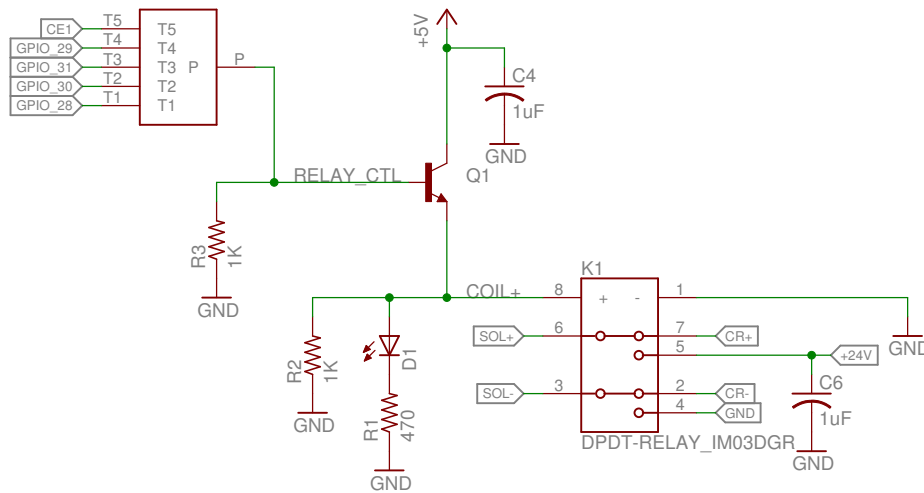 CE1 T5 T5
GPIO_29 T4 T4
GPIO_31 T3 T3 P P
GPIO_30 T2 T2
GPIO_28 T1 T1
+5V
C4
1uF
GND
RELAY_CTL
Q1
R3
1K
GND
K1
COIL+ 8 + - 1
GND
SOL+ 6 7 CR+
5 +24V
SOL- 3 2 CR-
4 GND
C6
1uF
GND
DPDT-RELAY_IM03DGR
R2
1K
GND
D1
R1
470
GND